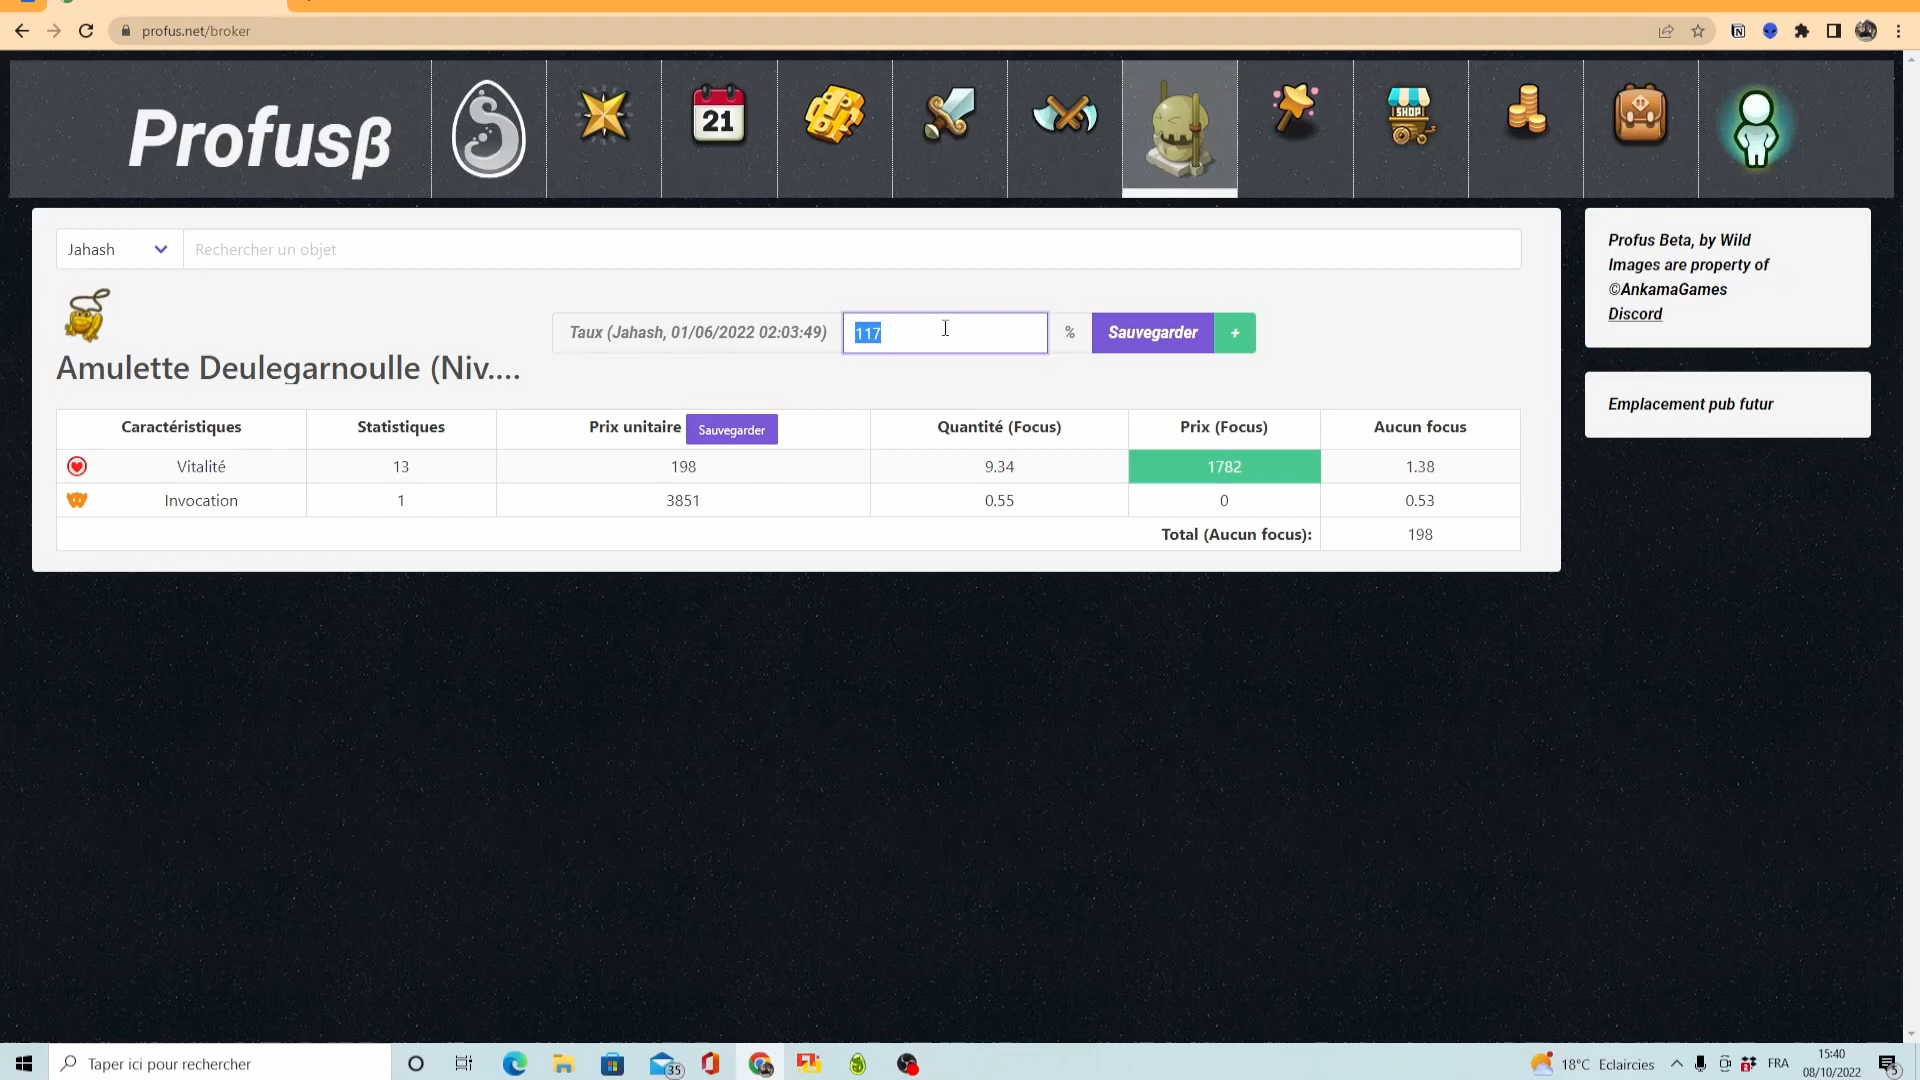 profus.net/broker
Profusβ
21
SHOP!
Jahash
Rechercher un objet
Taux (Jahash, 01/06/2022 02:03:49)
117
%
Sauvegarder
+
Amulette Deulegarnoulle (Niv....
Caractéristiques Statistiques Prix unitaire Sauvegarder Quantité (Focus) Prix (Focus) Aucun focus
Vitalité 13 198 9.34 1782 1.38
Invocation 1 3851 0.55 0 0.53
Total (Aucun focus): 198
Profus Beta, by Wild
Images are property of
©AnkamaGames
Discord
Emplacement pub futur
Taper ici pour rechercher
35
18°C Eclaircies
FRA
15:40
08/10/2022
5